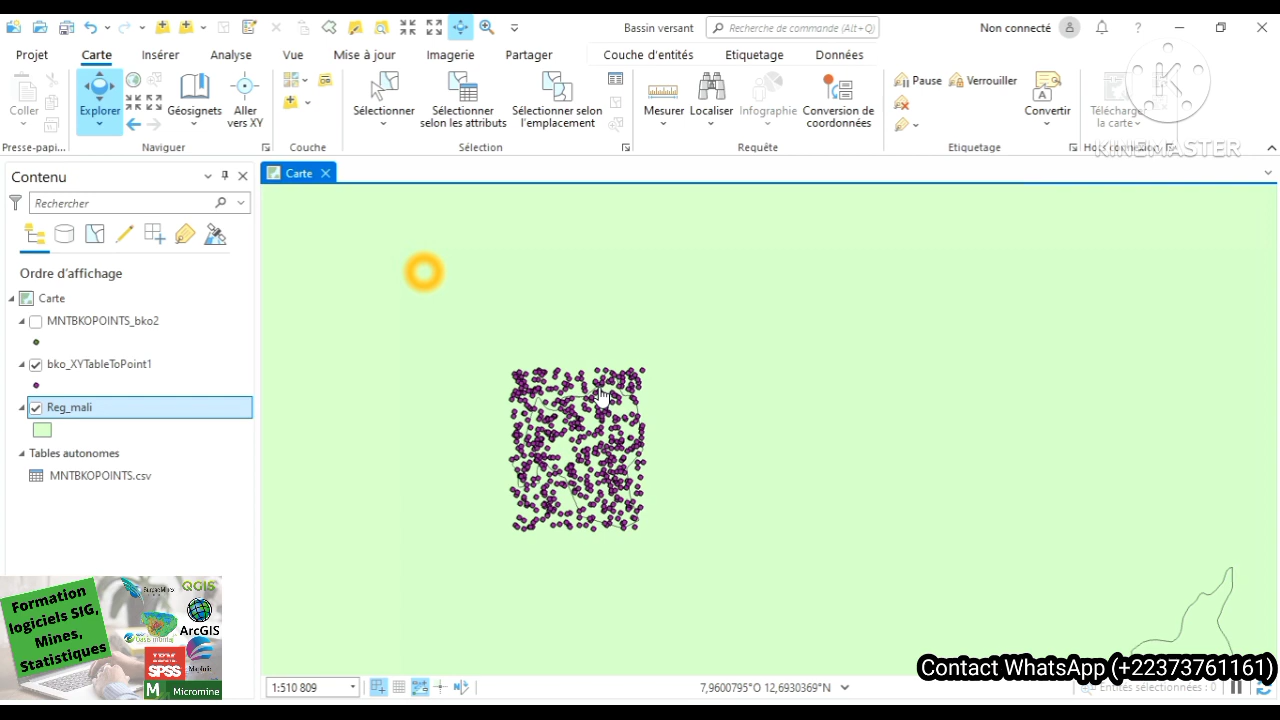 Bassin versant
Recherche de commande (Alt+Q)
Non connecté
Projet
Carte
Insérer
Analyse
Vue
Mise à jour
Imagerie
Partager
Couche d'entités
Etiquetage
Données
Coller
Explorer
Géosignets
Aller
vers XY
Sélectionner
Sélectionner
selon les attributs
Sélectionner selon
l'emplacement
Mesurer
Localiser
Infographie
Conversion de
coordonnées
Pause
Verrouiller
Convertir
Télécharger
la carte
Presse-papi...
Naviguer
Couche
Sélection
Requête
Etiquetage
KINEMASTER
Contenu
Rechercher
Ordre d'affichage
Carte
MNTBKOPOINTS_bko2
bko_XYTableToPoint1
Reg_mali
Tables autonomes
MNTBKOPOINTS.csv
Carte
Formation
logiciels SIG,
Mines,
Statistiques
QGIS
ArcGIS
SPSS
MapInfo
Micromine
Contact WhatsApp (+22373761161)
1:510 809
7,9600795°O 12,6930369°N
Entités sélectionnées : 0